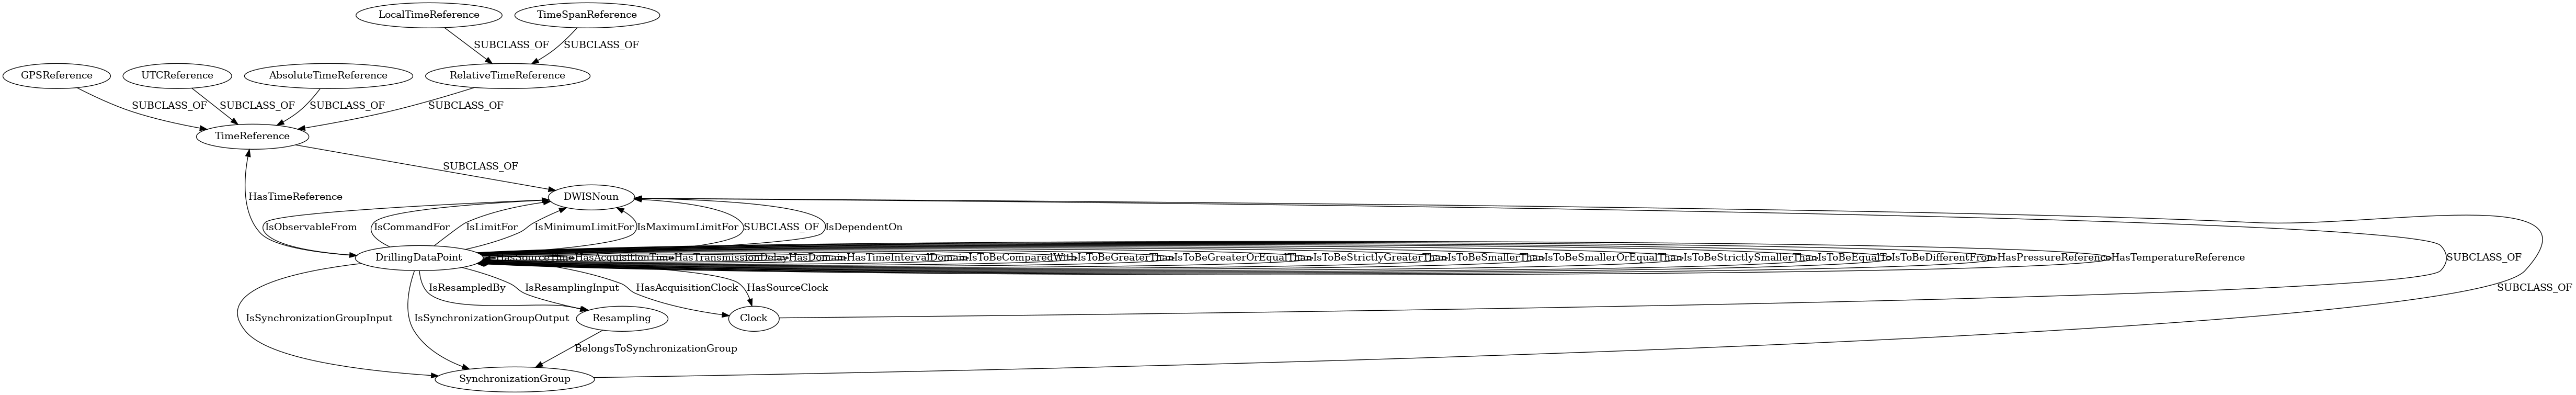 LocalTimeReference
TimeSpanReference
SUBCLASS_OF
SUBCLASS_OF
GPSReference
UTCReference
AbsoluteTimeReference
RelativeTimeReference
SUBCLASS_OF
SUBCLASS_OF
SUBCLASS_OF
SUBCLASS_OF
TimeReference
SUBCLASS_OF
HasTimeReference
DWISNoun
IsObservableFrom
IsCommandFor
IsLimitFor
IsMinimumLimitFor
IsMaximumLimitFor
SUBCLASS_OF
IsDependentOn
DrillingDataPoint
HasSourceTime
HasAcquisitionTime
HasTransmissionDelay
HasDomain
HasTimeIntervalDomain
IsToBeComparedWith
IsToBeGreaterThan
IsToBeGreaterOrEqualThan
IsToBeStrictlyGreaterThan
IsToBeSmallerThan
IsToBeSmallerOrEqualThan
IsToBeStrictlySmallerThan
IsToBeEqualTo
IsToBeDifferentFrom
HasPressureReference
HasTemperatureReference
SUBCLASS_OF
IsResampledBy
IsResamplingInput
HasAcquisitionClock
HasSourceClock
SUBCLASS_OF
IsSynchronizationGroupInput
IsSynchronizationGroupOutput
Resampling
Clock
BelongsToSynchronizationGroup
SynchronizationGroup